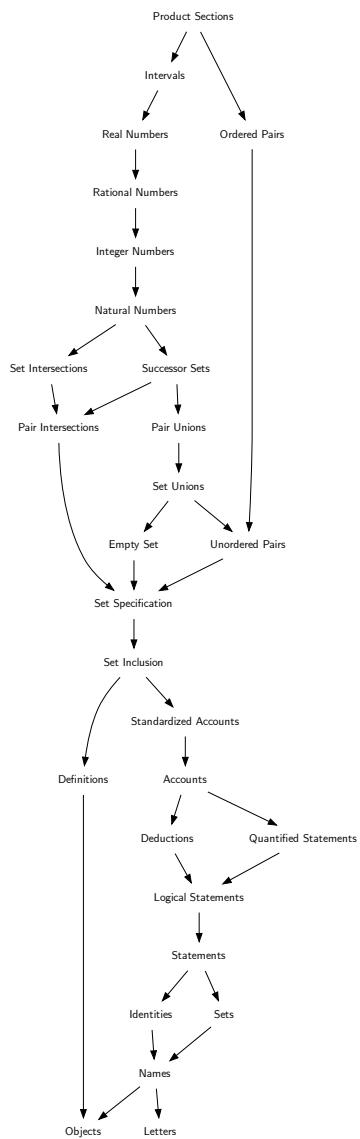 Product Sections
Intervals
Real Numbers
Ordered Pairs
Rational Numbers
Integer Numbers
Natural Numbers
Set Intersections
Successor Sets
Pair Intersections
Pair Unions
Set Unions
Empty Set
Unordered Pairs
Set Specification
Set Inclusion
Standardized Accounts
Definitions
Accounts
Deductions
Quantified Statements
Logical Statements
Statements
Identities
Sets
Names
Objects
Letters